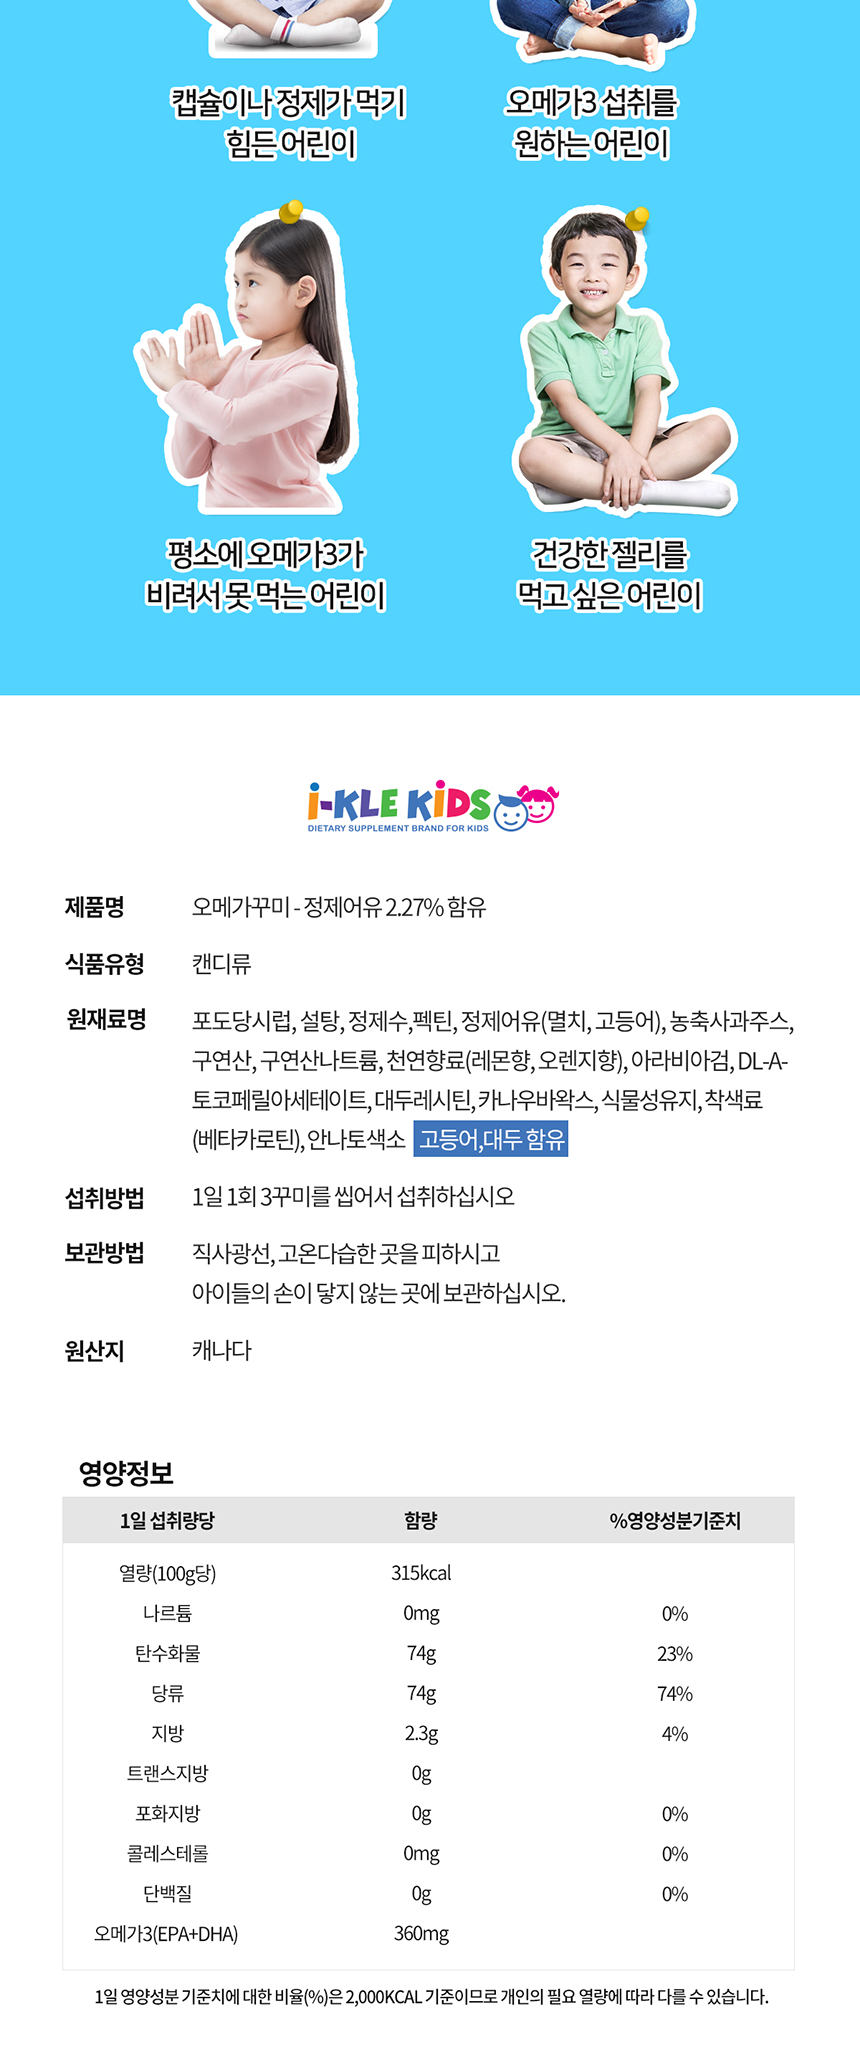 캡슐이나 정제가 먹기
힘든 어린이
오메가3 섭취를
원하는 어린이
평소에 오메가3가
비려서 못 먹는 어린이
건강한 젤리를
먹고 싶은 어린이
i-KLE KiDS
DIETARY SUPPLEMENT BRAND FOR KIDS
제품명 오메가꾸미 - 정제어유 2.27% 함유
식품유형 캔디류
원재료명 포도당시럽, 설탕, 정제수,펙틴, 정제어유(멸치, 고등어), 농축사과주스,
구연산, 구연산나트륨, 천연향료(레몬향, 오렌지향), 아라비아검, DL-A-
토코페릴아세테이트, 대두레시틴, 카나우바왁스, 식물성유지, 착색료
(베타카로틴), 안나토색소 고등어,대두 함유
섭취방법 1일 1회 3꾸미를 씹어서 섭취하십시오
보관방법 직사광선, 고온다습한 곳을 피하시고
아이들의 손이 닿지 않는 곳에 보관하십시오.
원산지 캐나다
영양정보
1일 섭취량당 함량 %영양성분기준치
열량(100g당) 315kcal
나르튬 0mg 0%
탄수화물 74g 23%
당류 74g 74%
지방 2.3g 4%
트랜스지방 0g
포화지방 0g 0%
콜레스테롤 0mg 0%
단백질 0g 0%
오메가3(EPA+DHA) 360mg
1일 영양성분 기준치에 대한 비율(%)은 2,000KCAL 기준이므로 개인의 필요 열량에 따라 다를 수 있습니다.